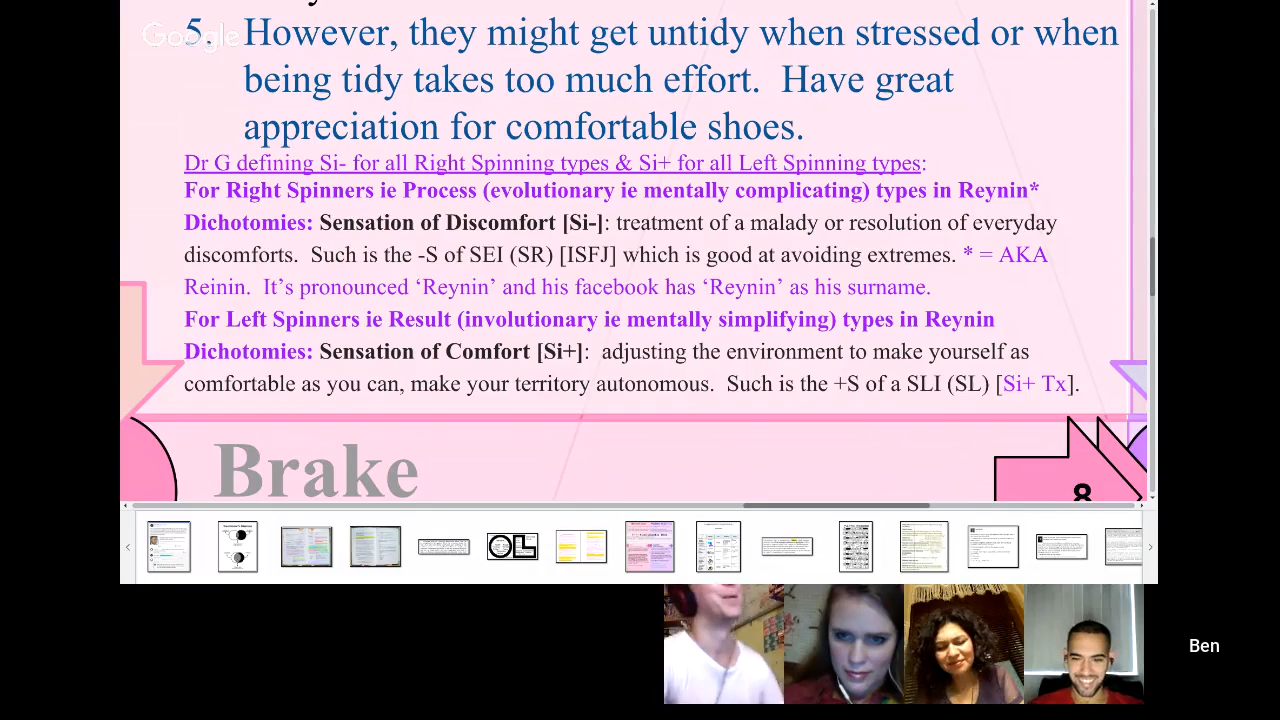 Google
5. However, they might get untidy when stressed or when
being tidy takes too much effort.  Have great
appreciation for comfortable shoes.
Dr G defining Si- for all Right Spinning types & Si+ for all Left Spinning types:
For Right Spinners ie Process (evolutionary ie mentally complicating) types in Reynin*
Dichotomies: Sensation of Discomfort [Si-]: treatment of a malady or resolution of everyday
discomforts.  Such is the -S of SEI (SR) [ISFJ] which is good at avoiding extremes. * = AKA
Reinin.  It’s pronounced ‘Reynin’ and his facebook has ‘Reynin’ as his surname.
For Left Spinners ie Result (involutionary ie mentally simplifying) types in Reynin
Dichotomies: Sensation of Comfort [Si+]:  adjusting the environment to make yourself as
comfortable as you can, make your territory autonomous.  Such is the +S of a SLI (SL) [Si+ Tx].
Brake
8
Ben